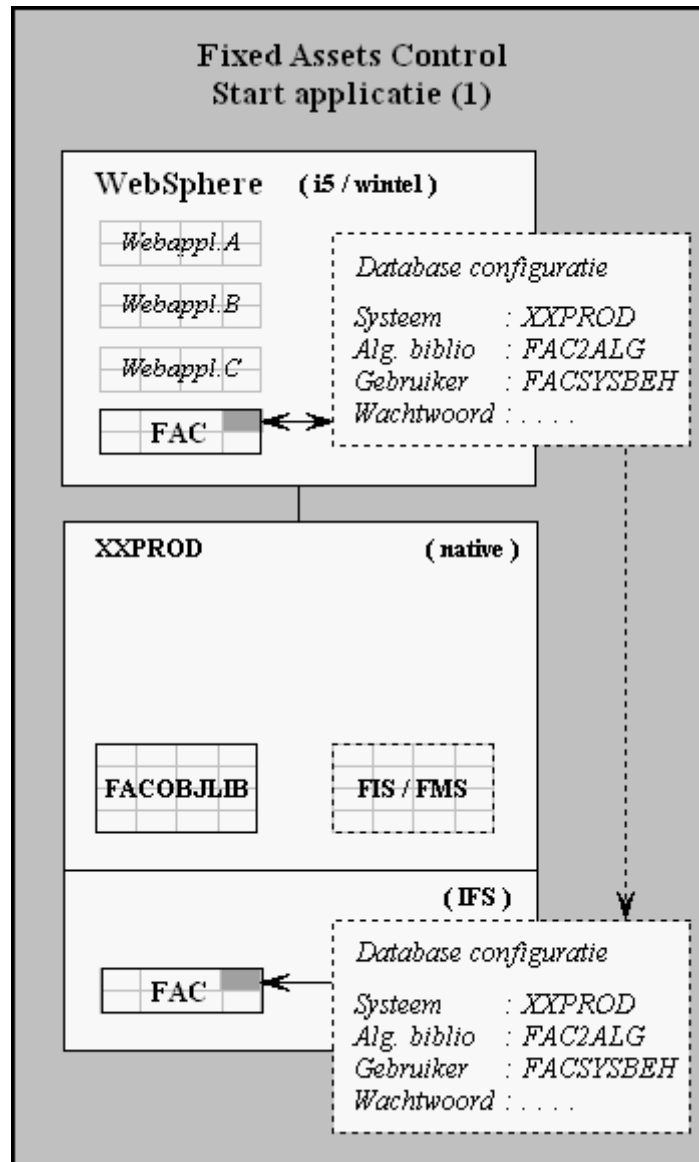 Fixed Assets Control
Start applicatie (1)
WebSphere ( i5 / wintel )
Webappl.A
Webappl.B
Webappl.C
FAC
Database configuratie
Systeem : XXPROD
Alg. biblio : FAC2ALG
Gebruiker : FACSYSBEH
Wachtwoord : . . . .
XXPROD ( native )
FACOBJLIB FIS / FMS
( IFS )
FAC
Database configuratie
Systeem : XXPROD
Alg. biblio : FAC2ALG
Gebruiker : FACSYSBEH
Wachtwoord : . . . .